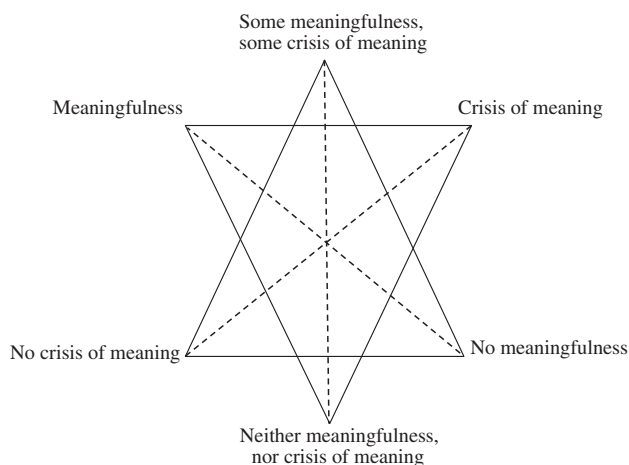 Some meaningfulness,
some crisis of meaning
Meaningfulness
Crisis of meaning
No crisis of meaning
No meaningfulness
Neither meaningfulness,
nor crisis of meaning